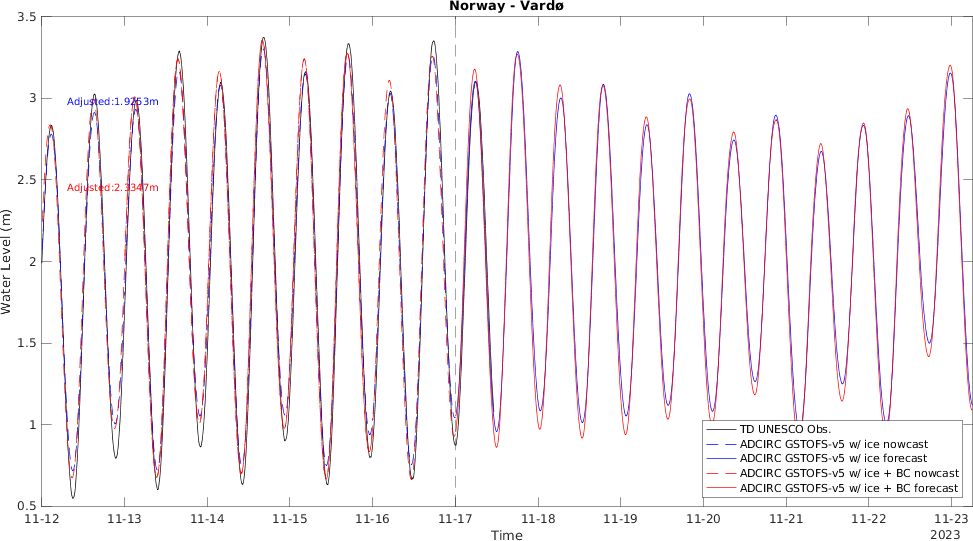 Norway - Vardø
3.5
3
2.5
2
1.5
1
0.5
Water Level (m)
Adjusted:1.9253m
Adjusted:2.3347m
TD UNESCO Obs.
ADCIRC GSTOFS-v5 w/ ice nowcast
ADCIRC GSTOFS-v5 w/ ice forecast
ADCIRC GSTOFS-v5 w/ ice + BC nowcast
ADCIRC GSTOFS-v5 w/ ice + BC forecast
11-12 11-13 11-14 11-15 11-16 11-17 11-18 11-19 11-20 11-21 11-22 11-23
Time
2023